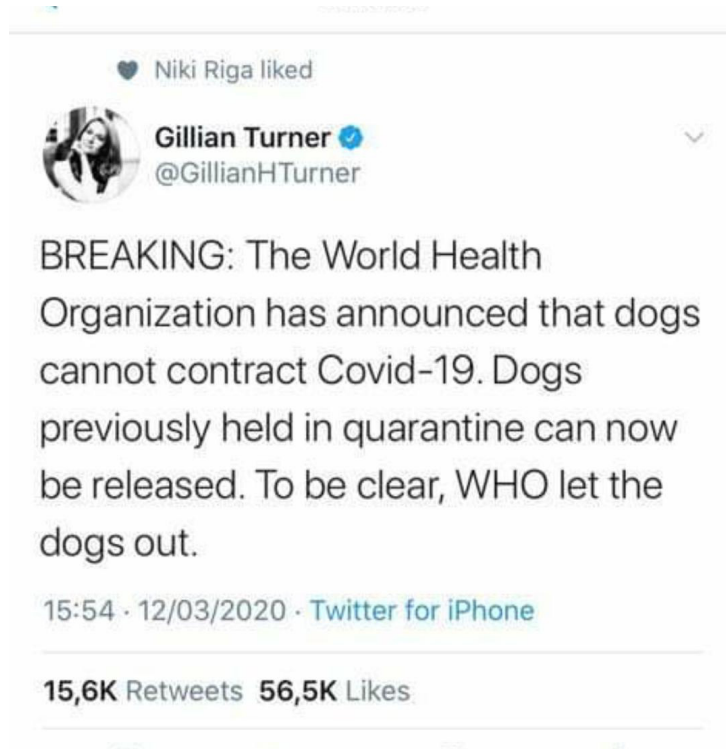 Niki Riga liked
Gillian Turner
@GillianHTurner
BREAKING: The World Health
Organization has announced that dogs
cannot contract Covid-19. Dogs
previously held in quarantine can now
be released. To be clear, WHO let the
dogs out.
15:54 · 12/03/2020 · Twitter for iPhone
15,6K Retweets 56,5K Likes